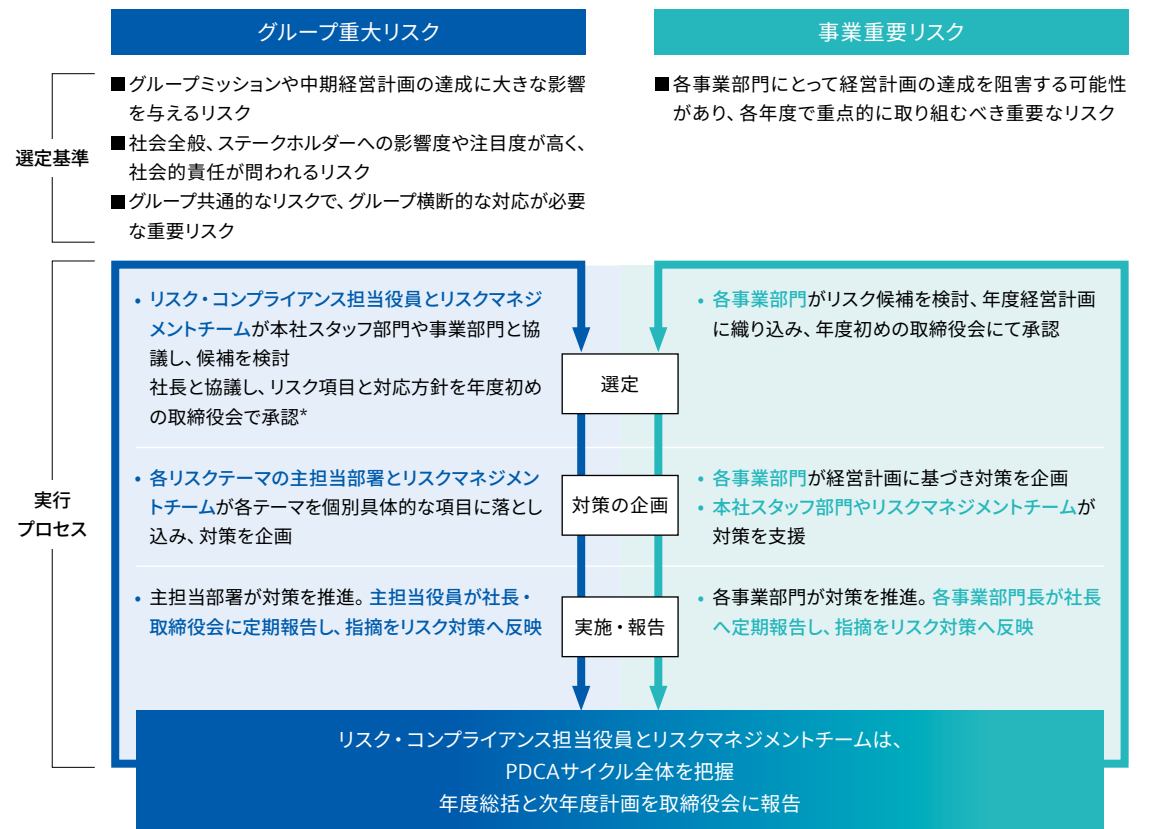 グループ重大リスク
事業重要リスク
選定基準
■グループミッションや中期経営計画の達成に大きな影響
を与えるリスク
■社会全般、ステークホルダーへの影響度や注目度が高く、
社会的責任が問われるリスク
■グループ共通的なリスクで、グループ横断的な対応が必要
な重要リスク
■各事業部門にとって経営計画の達成を阻害する可能性
があり、各年度で重点的に取り組むべき重要なリスク
実行
プロセス
• リスク・コンプライアンス担当役員とリスクマネジ
メントチームが本社スタッフ部門や事業部門と協
議し、候補を検討
社長と協議し、リスク項目と対応方針を年度初め
の取締役会で承認*
選定
• 各事業部門がリスク候補を検討、年度経営計画
に織り込み、年度初めの取締役会にて承認
• 各リスクテーマの主担当部署とリスクマネジメン
トチームが各テーマを個別具体的な項目に落とし
込み、対策を企画
対策の企画
• 各事業部門が経営計画に基づき対策を企画
• 本社スタッフ部門やリスクマネジメントチームが
対策を支援
• 主担当部署が対策を推進。主担当役員が社長・
取締役会に定期報告し、指摘をリスク対策へ反映
実施・報告
• 各事業部門が対策を推進。各事業部門長が社長
へ定期報告し、指摘をリスク対策へ反映
リスク・コンプライアンス担当役員とリスクマネジメントチームは、
PDCAサイクル全体を把握
年度総括と次年度計画を取締役会に報告